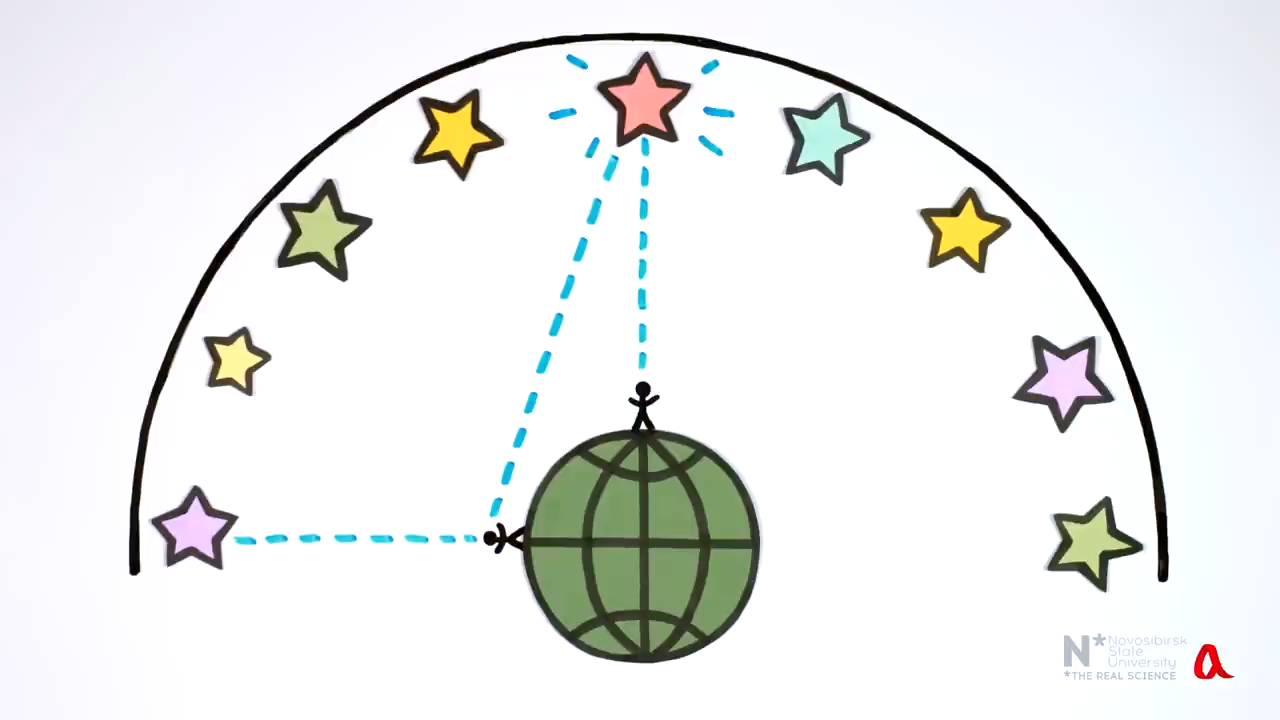 N*
Novosibirsk
State
University
*THE REAL SCIENCE
a